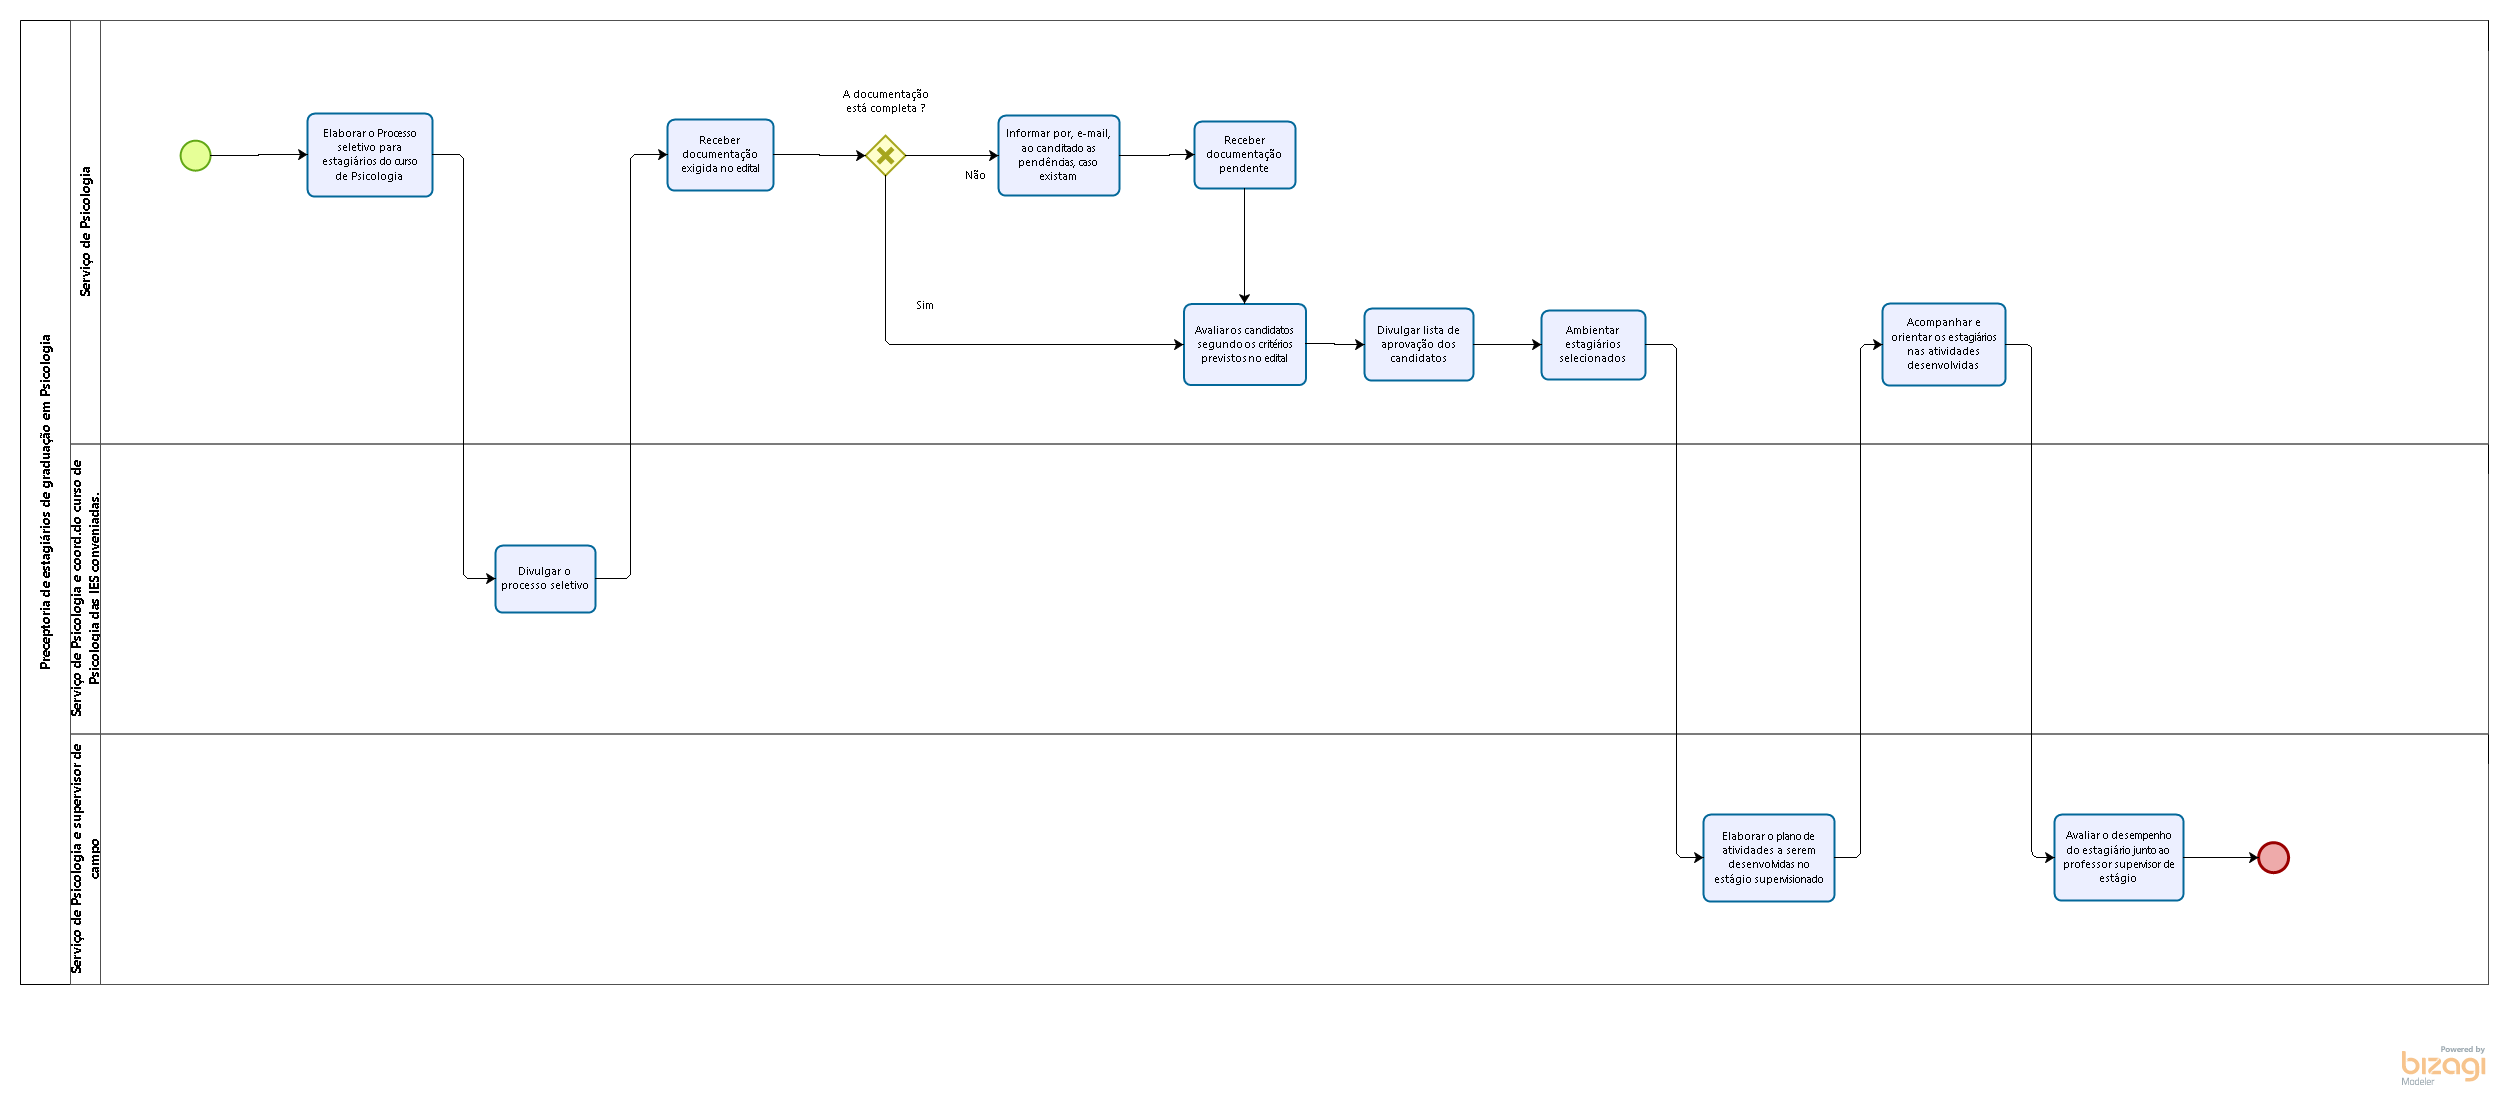 Preceptoria de estagiários de graduação em Psicologia
Serviço de Psicologia
Elaborar o Processo
seletivo para
estagiários do curso
de Psicologia
Receber
documentação
exigida no edital
A documentação
está completa ?
Não
Sim
Informar por, e-mail,
ao canditado as
pendências, caso
existam
Receber
documentação
pendente
Avaliar os candidatos
segundo os critérios
previstos no edital
Divulgar lista de
aprovação dos
candidatos
Ambientar
estagiários
selecionados
Acompanhar e
orientar os estagiários
nas atividades
desenvolvidas
Serviço de Psicologia e coord.do curso de
Psicologia das IES conveniadas.
Divulgar o
processo seletivo
Serviço de Psicologia e supervisor de
campo
Elaborar o plano de
atividades a serem
desenvolvidas no
estágio supervisionado
Avaliar o desempenho
do estagiário junto ao
professor supervisor de
estágio
Powered by
bizagi
Modeler